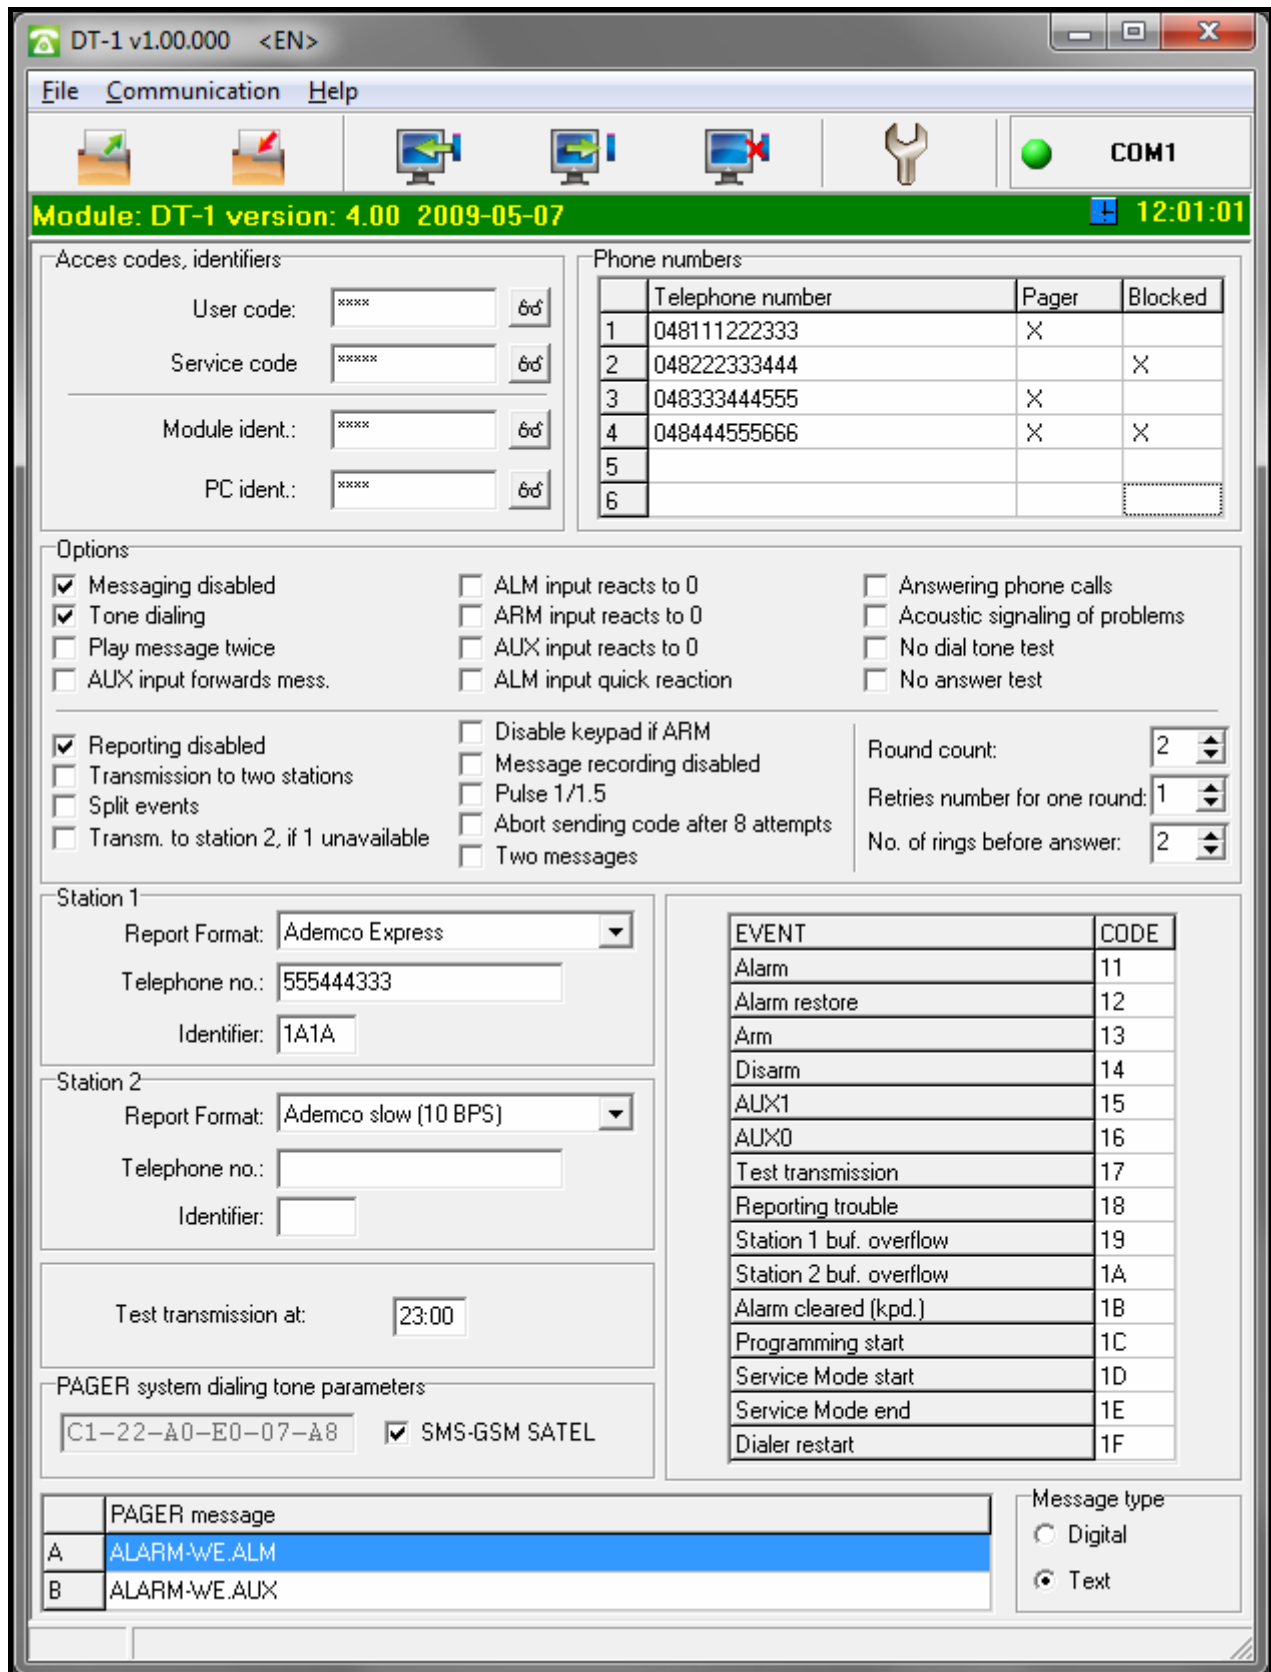 DT-1 v1.00.000 <EN>
File Communication Help
COM1
Module: DT-1 version: 4.00 2009-05-07 12:01:01
Acces codes, identifiers
User code: ****
Service code *****
Module ident.: ****
PC ident.: ****
Phone numbers
Telephone number Pager Blocked
1 048111222333 X
2 048222333444 X
3 048333444555 X
4 048444555666 X X
5
6
Options
Messaging disabled
Tone dialing
Play message twice
AUX input forwards mess.
ALM input reacts to 0
ARM input reacts to 0
AUX input reacts to 0
ALM input quick reaction
Answering phone calls
Acoustic signaling of problems
No dial tone test
No answer test
Reporting disabled
Transmission to two stations
Split events
Transm. to station 2, if 1 unavailable
Disable keypad if ARM
Message recording disabled
Pulse 1/1.5
Abort sending code after 8 attempts
Two messages
Round count: 2
Retries number for one round: 1
No. of rings before answer: 2
Station 1
Report Format: Ademco Express
Telephone no.: 555444333
Identifier: 1A1A
Station 2
Report Format: Ademco slow (10 BPS)
Telephone no.:
Identifier:
Test transmission at: 23:00
PAGER system dialing tone parameters
C1-22-A0-E0-07-A8 SMS-GSM SATEL
EVENT CODE
Alarm 11
Alarm restore 12
Arm 13
Disarm 14
AUX1 15
AUX0 16
Test transmission 17
Reporting trouble 18
Station 1 buf. overflow 19
Station 2 buf. overflow 1A
Alarm cleared (kpd.) 1B
Programming start 1C
Service Mode start 1D
Service Mode end 1E
Dialer restart 1F
PAGER message
A ALARM-WE.ALM
B ALARM-WE.AUX
Message type
Digital
Text